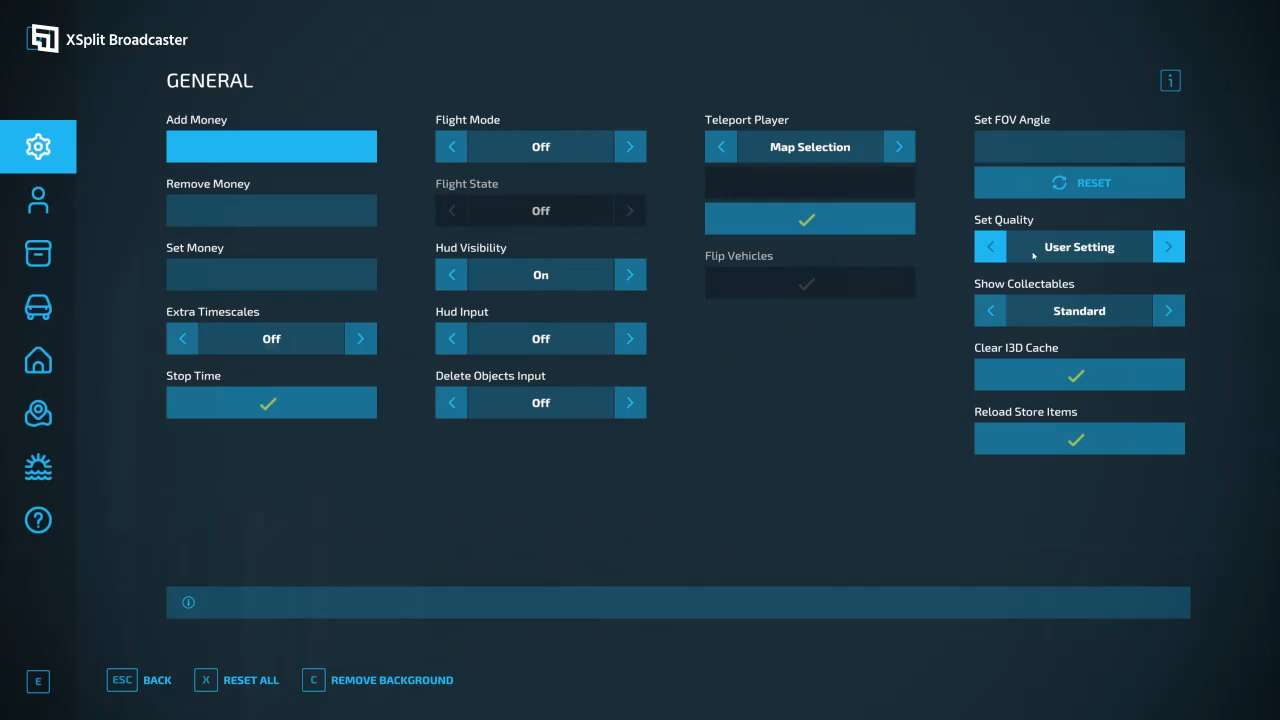 XSplit Broadcaster
GENERAL
Add Money
Remove Money
Set Money
Extra Timescales
Off
Stop Time
Flight Mode
Off
Flight State
Off
Hud Visibility
On
Hud Input
Off
Delete Objects Input
Off
Teleport Player
Map Selection
Flip Vehicles
Set FOV Angle
RESET
Set Quality
User Setting
Show Collectables
Standard
Clear I3D Cache
Reload Store Items
E
ESC BACK X RESET ALL C REMOVE BACKGROUND